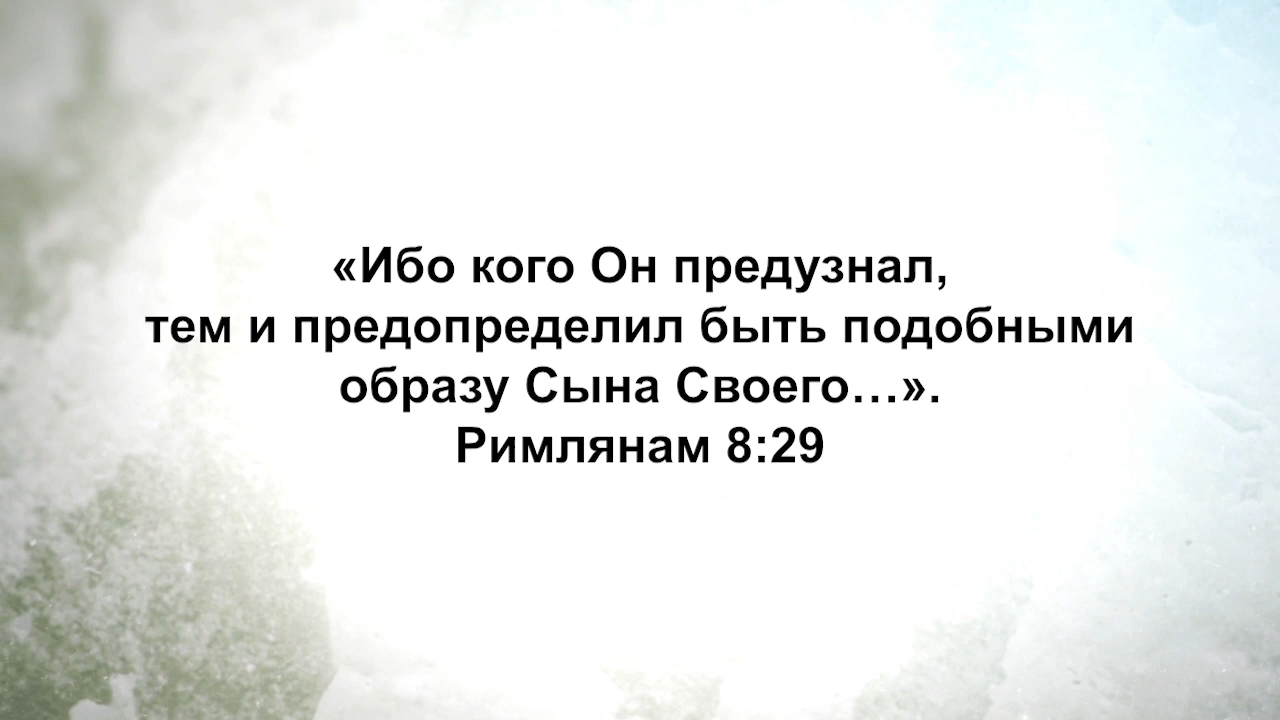 «Ибо кого Он предузнал,
тем и предопределил быть подобными
образу Сына Своего…».
Римлянам 8:29